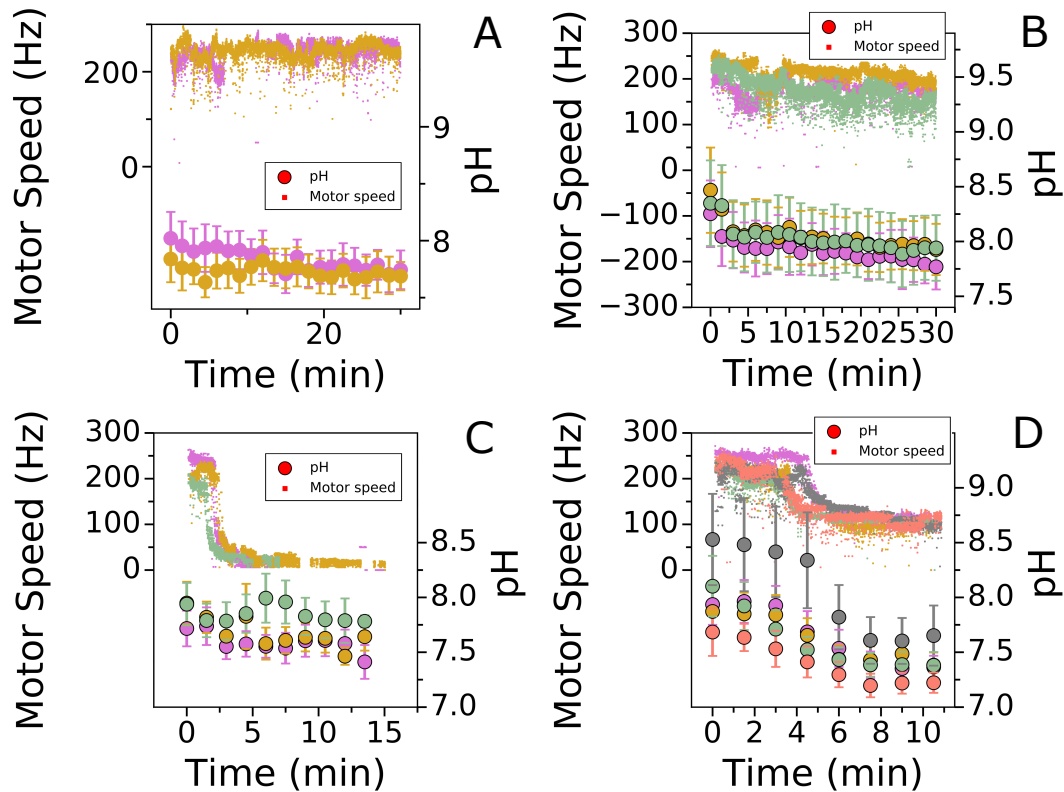 A
Motor Speed (Hz)
200
0
9
8
pH
pH
Motor speed
0
20
Time (min)
B
Motor Speed (Hz)
300
200
100
0
−100
−200
−300
9.5
9.0
8.5
8.0
7.5
pH
pH
Motor speed
0 5 10 15 20 25 30
Time (min)
C
Motor Speed (Hz)
300
200
100
0
8.5
8.0
7.5
7.0
pH
pH
Motor speed
0 5 10 15
Time (min)
D
Motor Speed (Hz)
300
200
100
0
9.0
8.5
8.0
7.5
7.0
pH
pH
Motor speed
0 2 4 6 8 10
Time (min)